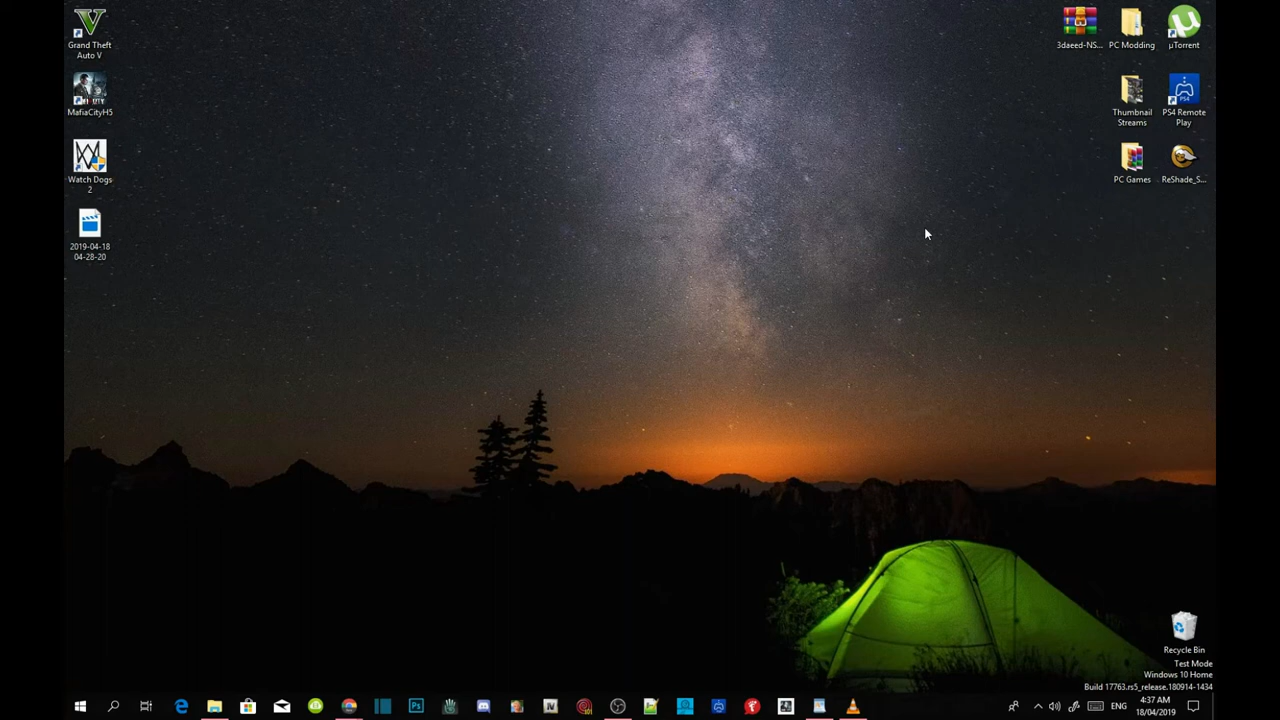 Grand Theft
Auto V
MafiaCityH5
Watch Dogs
2
2019-04-18
04-28-20
3daeed-NS...
PC Modding
µTorrent
Thumbnail
Streams
PS4 Remote
Play
PC Games
ReShade_S...
Recycle Bin
Test Mode
Windows 10 Home
Build 17763.rs5_release.180914-1434
Ps
ENG
4:37 AM
18/04/2019